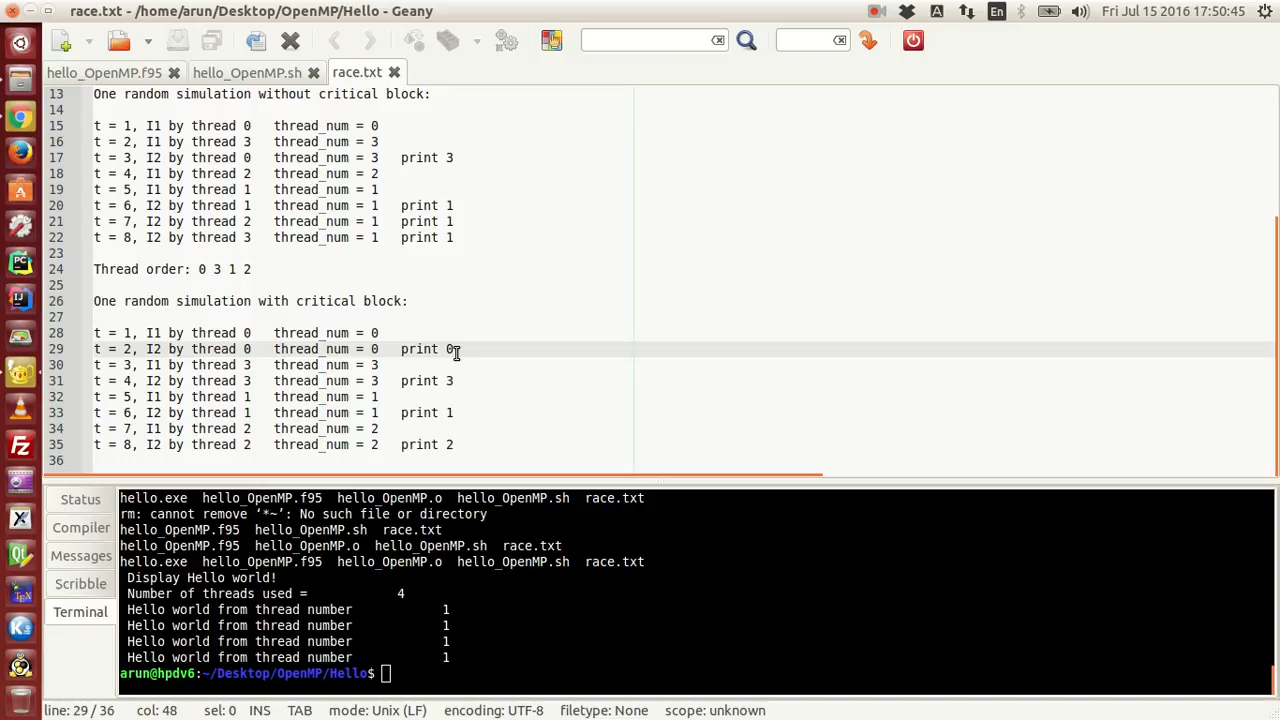 race.txt - /home/arun/Desktop/OpenMP/Hello - Geany
En
Fri Jul 15 2016 17:50:45
hello_OpenMP.f95
hello_OpenMP.sh
race.txt
13 One random simulation without critical block:
14
15 t = 1, I1 by thread 0   thread_num = 0
16 t = 2, I1 by thread 3   thread_num = 3
17 t = 3, I2 by thread 0   thread_num = 3   print 3
18 t = 4, I1 by thread 2   thread_num = 2
19 t = 5, I1 by thread 1   thread_num = 1
20 t = 6, I2 by thread 1   thread_num = 1   print 1
21 t = 7, I2 by thread 2   thread_num = 1   print 1
22 t = 8, I2 by thread 3   thread_num = 1   print 1
23
24 Thread order: 0 3 1 2
25
26 One random simulation with critical block:
27
28 t = 1, I1 by thread 0   thread_num = 0
29 t = 2, I2 by thread 0   thread_num = 0   print 0
30 t = 3, I1 by thread 3   thread_num = 3
31 t = 4, I2 by thread 3   thread_num = 3   print 3
32 t = 5, I1 by thread 1   thread_num = 1
33 t = 6, I2 by thread 1   thread_num = 1   print 1
34 t = 7, I1 by thread 2   thread_num = 2
35 t = 8, I2 by thread 2   thread_num = 2   print 2
36
Status
Compiler
Messages
Scribble
Terminal
hello.exe  hello_OpenMP.f95  hello_OpenMP.o  hello_OpenMP.sh  race.txt
rm: cannot remove ‘*~’: No such file or directory
hello_OpenMP.f95  hello_OpenMP.sh  race.txt
hello_OpenMP.f95  hello_OpenMP.o  hello_OpenMP.sh  race.txt
hello.exe  hello_OpenMP.f95  hello_OpenMP.o  hello_OpenMP.sh  race.txt
Display Hello world!
Number of threads used =            4
Hello world from thread number            1
Hello world from thread number            1
Hello world from thread number            1
Hello world from thread number            1
arun@hpdv6:~/Desktop/OpenMP/Hello$
line: 29 / 36   col: 48   sel: 0   INS   TAB   mode: Unix (LF)   encoding: UTF-8   filetype: None   scope: unknown